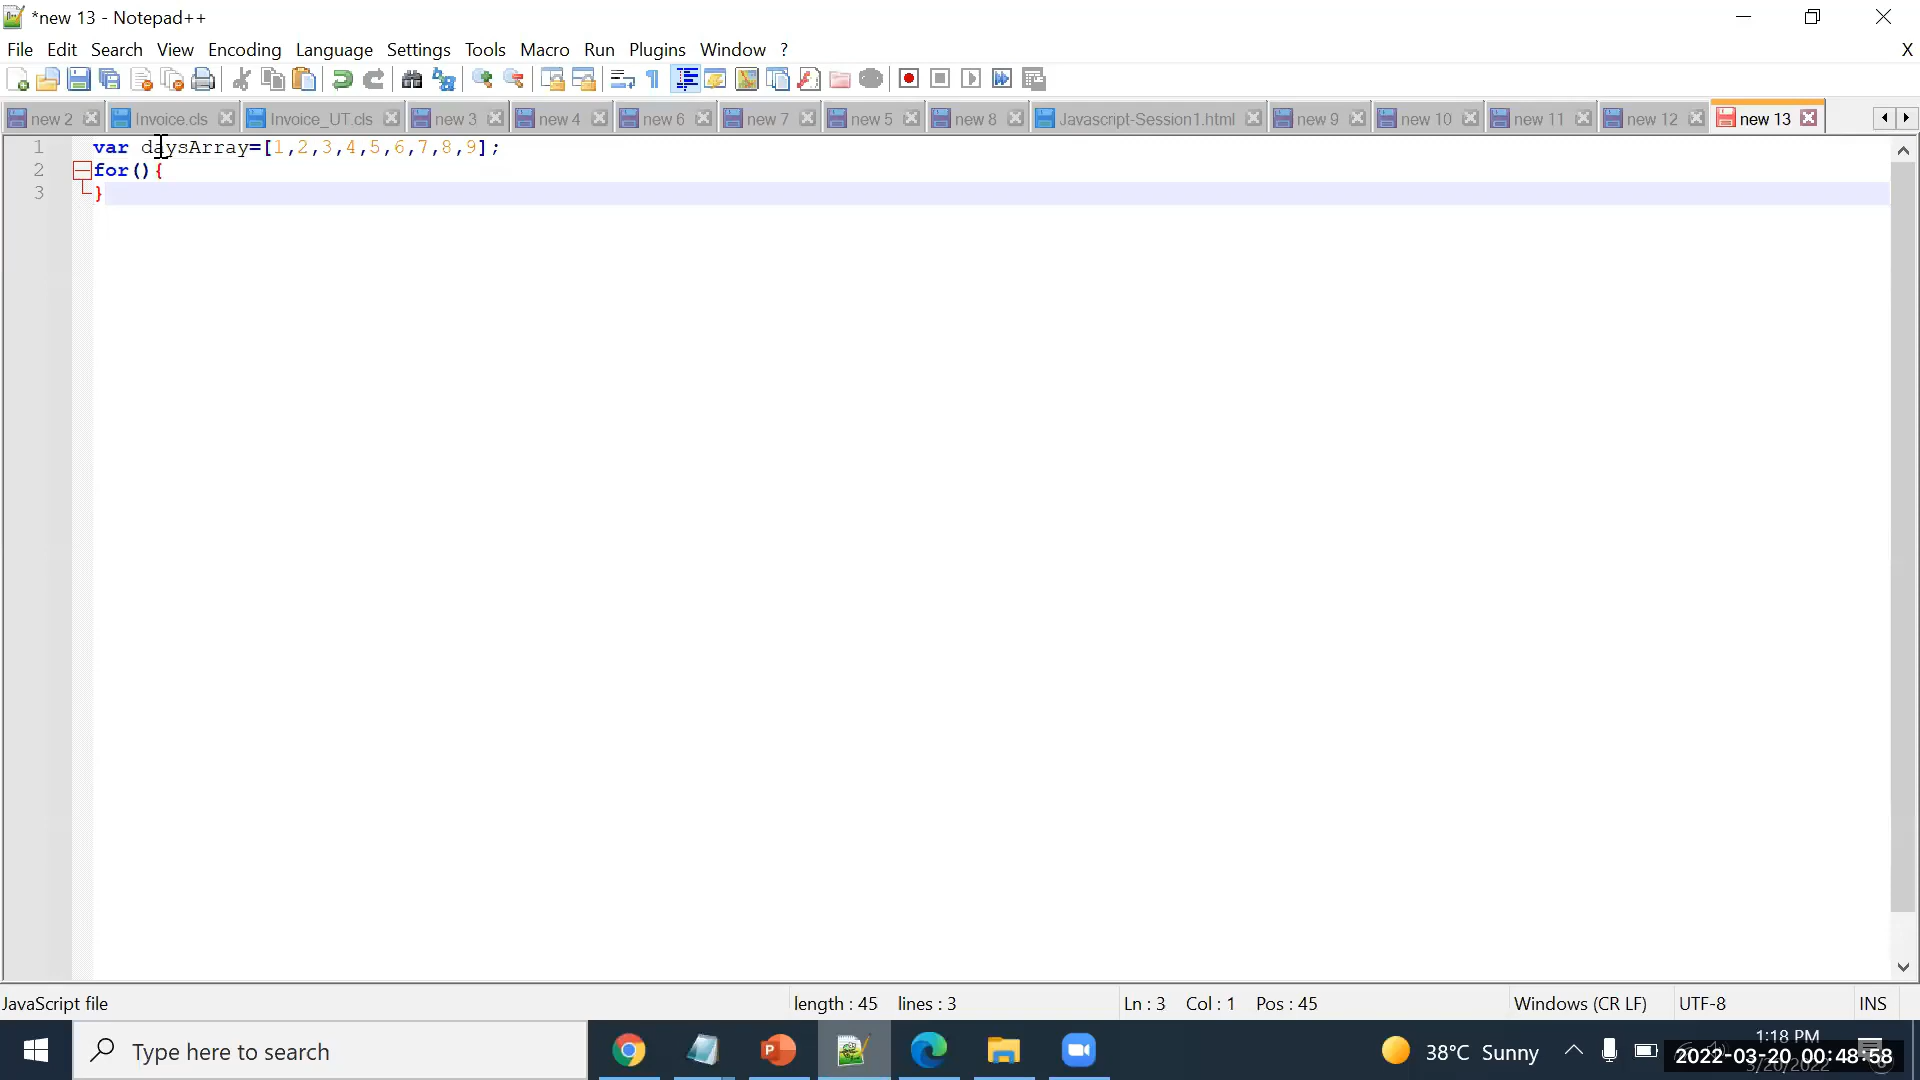 *new 13 - Notepad++
File Edit Search View Encoding Language Settings Tools Macro Run Plugins Window ? X
new 2 Invoice.cls Invoice_UT.cls new 3 new 4 new 6 new 7 new 5 new 8 Javascript-Session1.html new 9 new 10 new 11 new 12 new 13
1 var daysArray=[1,2,3,4,5,6,7,8,9];
2 for(){
3 }
JavaScript file length : 45 lines : 3 Ln : 3 Col : 1 Pos : 45 Windows (CR LF) UTF-8 INS
Type here to search
38°C Sunny
1:18 PM
3/20/2022
2022-03-20 00:48:58